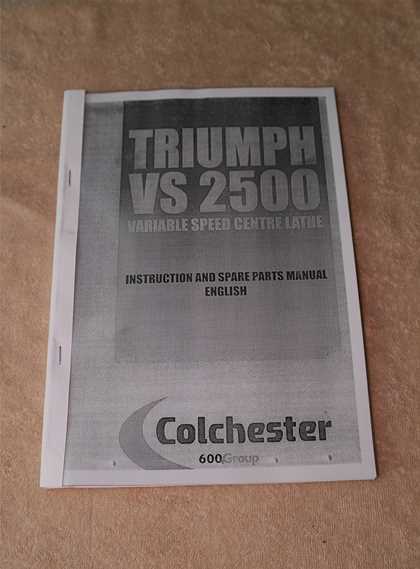 TRIUMPH
VS 2500
VARIABLE SPEED CENTRE LATHE
INSTRUCTION AND SPARE PARTS MANUAL
ENGLISH
Colchester
600Group